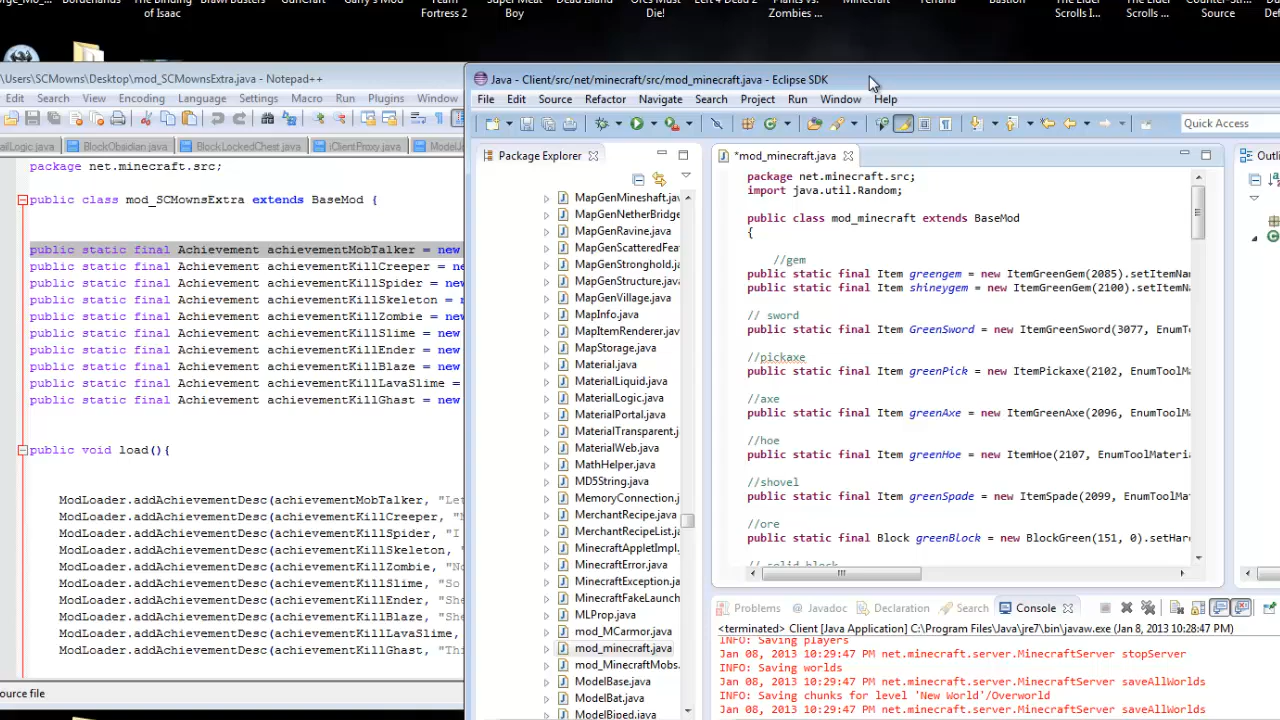 Borderlands
The Binding
of Isaac
Brawl Busters
GunCraft
Garry's Mod
Team
Fortress 2
Super Meat
Boy
Dead Island
Orcs Must
Die!
Left 4 Dead 2
Plants vs.
Zombies ...
Minecraft
Terraria
Bastion
The Elder
Scrolls I...
The Elder
Scrolls ...
Counter-Str
Source
\Users\SCMowns\Desktop\mod_SCMownsExtra.java - Notepad++
Edit Search View Encoding Language Settings Macro Run Plugins Window
ailLogic.java BlockObsidian.java BlockLockedChest.java iClientProxy.java ModelJ
package net.minecraft.src;
public class mod_SCMownsExtra extends BaseMod {
public static final Achievement achievementMobTalker = new
public static final Achievement achievementKillCreeper = ne
public static final Achievement achievementKillSpider = new
public static final Achievement achievementKillSkeleton = n
public static final Achievement achievementKillZombie = new
public static final Achievement achievementKillSlime = new
public static final Achievement achievementKillEnder = new
public static final Achievement achievementKillBlaze = new
public static final Achievement achievementKillLavaSlime =
public static final Achievement achievementKillGhast = new
public void load(){
ModLoader.addAchievementDesc(achievementMobTalker, "Let
ModLoader.addAchievementDesc(achievementKillCreeper, "N
ModLoader.addAchievementDesc(achievementKillSpider, "I
ModLoader.addAchievementDesc(achievementKillSkeleton, "
ModLoader.addAchievementDesc(achievementKillZombie, "No
ModLoader.addAchievementDesc(achievementKillSlime, "So
ModLoader.addAchievementDesc(achievementKillEnder, "She
ModLoader.addAchievementDesc(achievementKillBlaze, "She
ModLoader.addAchievementDesc(achievementKillLavaSlime,
ModLoader.addAchievementDesc(achievementKillGhast, "Thi
ource file
Java - Client/src/net/minecraft/src/mod_minecraft.java - Eclipse SDK
File Edit Source Refactor Navigate Search Project Run Window Help
Quick Access
Package Explorer
MapGenMineshaft.ja
MapGenNetherBridge
MapGenRavine.java
MapGenScatteredFea
MapGenStronghold.ja
MapGenStructure.java
MapGenVillage.java
MapInfo.java
MapItemRenderer.java
MapStorage.java
Material.java
MaterialLiquid.java
MaterialLogic.java
MaterialPortal.java
MaterialTransparent.j
MaterialWeb.java
MathHelper.java
MD5String.java
MemoryConnection.j
MerchantRecipe.java
MerchantRecipeList.j
MinecraftAppletImpl.
MinecraftError.java
MinecraftException.ja
MinecraftFakeLaunch
MLProp.java
mod_MCarmor.java
mod_minecraft.java
mod_MinecraftMobs.
ModelBase.java
ModelBat.java
ModelBiped.java
*mod_minecraft.java
package net.minecraft.src;
import java.util.Random;
public class mod_minecraft extends BaseMod
{
//gem
public static final Item greengem = new ItemGreenGem(2085).setItemNa
public static final Item shineygem = new ItemGreenGem(2100).setItemN
// sword
public static final Item GreenSword = new ItemGreenSword(3077, EnumT
//pickaxe
public static final Item greenPick = new ItemPickaxe(2102, EnumToolM
//axe
public static final Item greenAxe = new ItemGreenAxe(2096, EnumToolM
//hoe
public static final Item greenHoe = new ItemHoe(2107, EnumToolMateri
//shovel
public static final Item greenSpade = new ItemSpade(2099, EnumToolMa
//ore
public static final Block greenBlock = new BlockGreen(151, 0).setHar
// solid block
Outli
Problems Javadoc Declaration Search Console
<terminated> Client [Java Application] C:\Program Files\Java\jre7\bin\javaw.exe (Jan 8, 2013 10:28:47 PM)
INFO: Saving players
Jan 08, 2013 10:29:47 PM net.minecraft.server.MinecraftServer stopServer
INFO: Saving worlds
Jan 08, 2013 10:29:47 PM net.minecraft.server.MinecraftServer saveAllWorlds
INFO: Saving chunks for level 'New World'/Overworld
Jan 08, 2013 10:29:47 PM net.minecraft.server.MinecraftServer saveAllWorlds